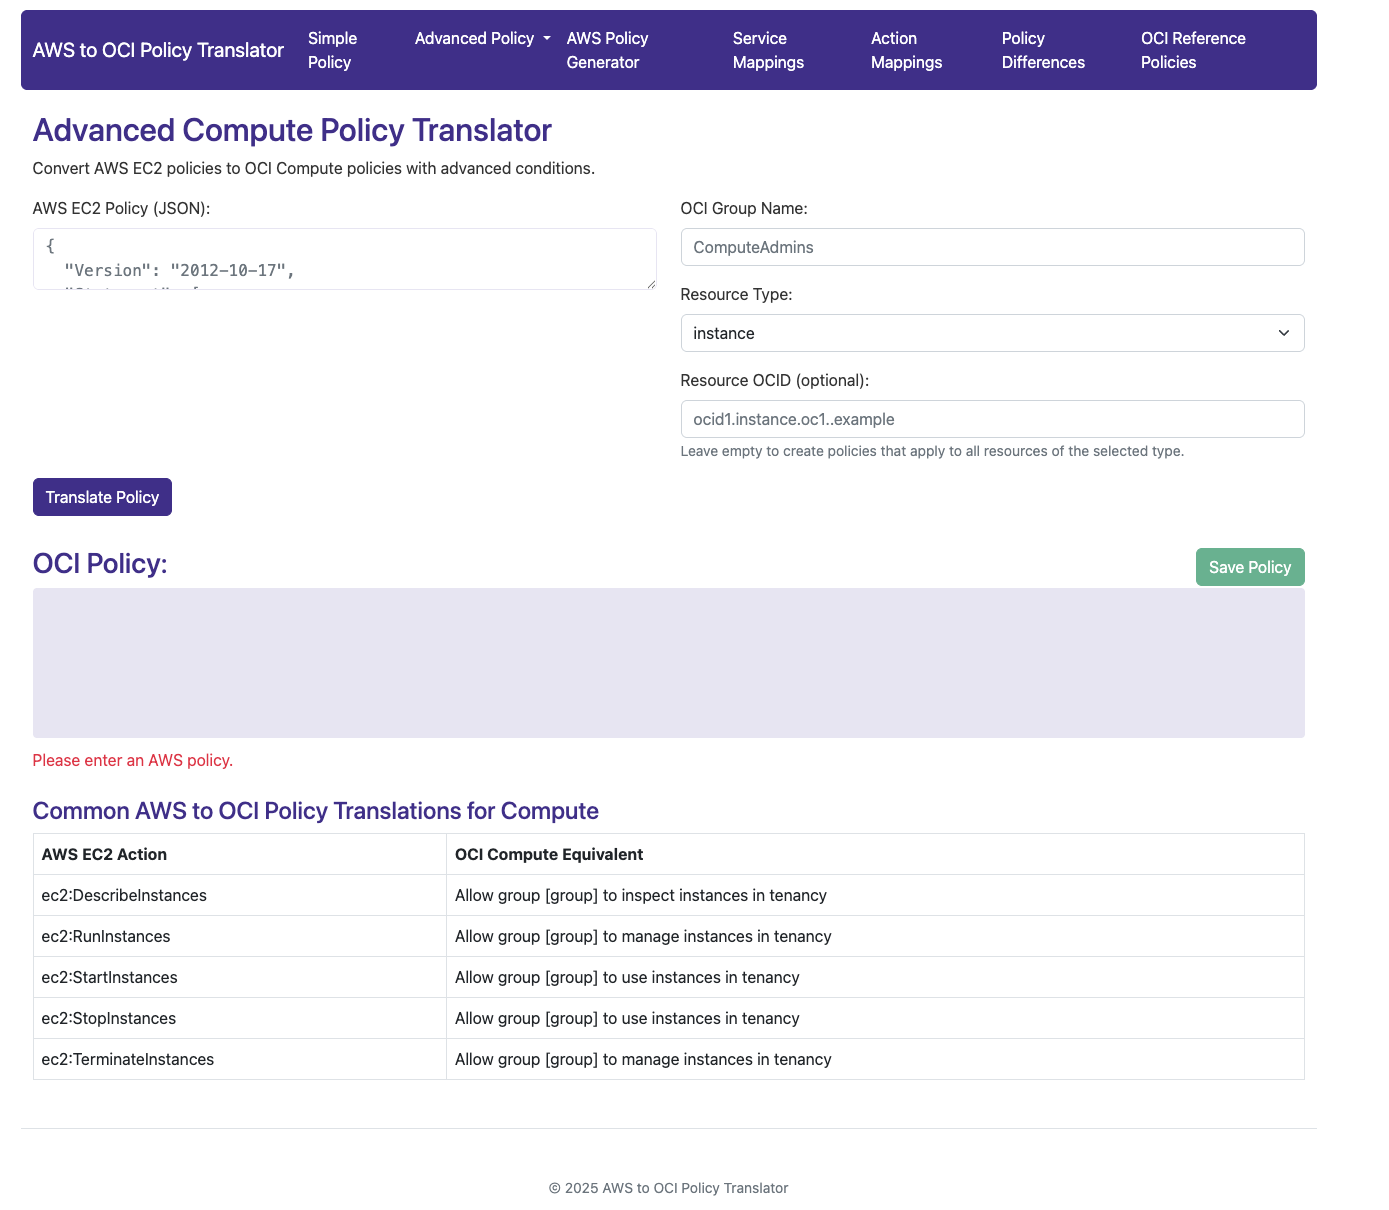 AWS to OCI Policy Translator
Simple
Policy
Advanced Policy
AWS Policy
Generator
Service
Mappings
Action
Mappings
Policy
Differences
OCI Reference
Policies
Advanced Compute Policy Translator
Convert AWS EC2 policies to OCI Compute policies with advanced conditions.
AWS EC2 Policy (JSON):
{
"Version": "2012-10-17",
OCI Group Name:
ComputeAdmins
Resource Type:
instance
Resource OCID (optional):
ocid1.instance.oc1..example
Leave empty to create policies that apply to all resources of the selected type.
Translate Policy
OCI Policy:
Save Policy
Please enter an AWS policy.
Common AWS to OCI Policy Translations for Compute
AWS EC2 Action
OCI Compute Equivalent
ec2:DescribeInstances
Allow group [group] to inspect instances in tenancy
ec2:RunInstances
Allow group [group] to manage instances in tenancy
ec2:StartInstances
Allow group [group] to use instances in tenancy
ec2:StopInstances
Allow group [group] to use instances in tenancy
ec2:TerminateInstances
Allow group [group] to manage instances in tenancy
© 2025 AWS to OCI Policy Translator